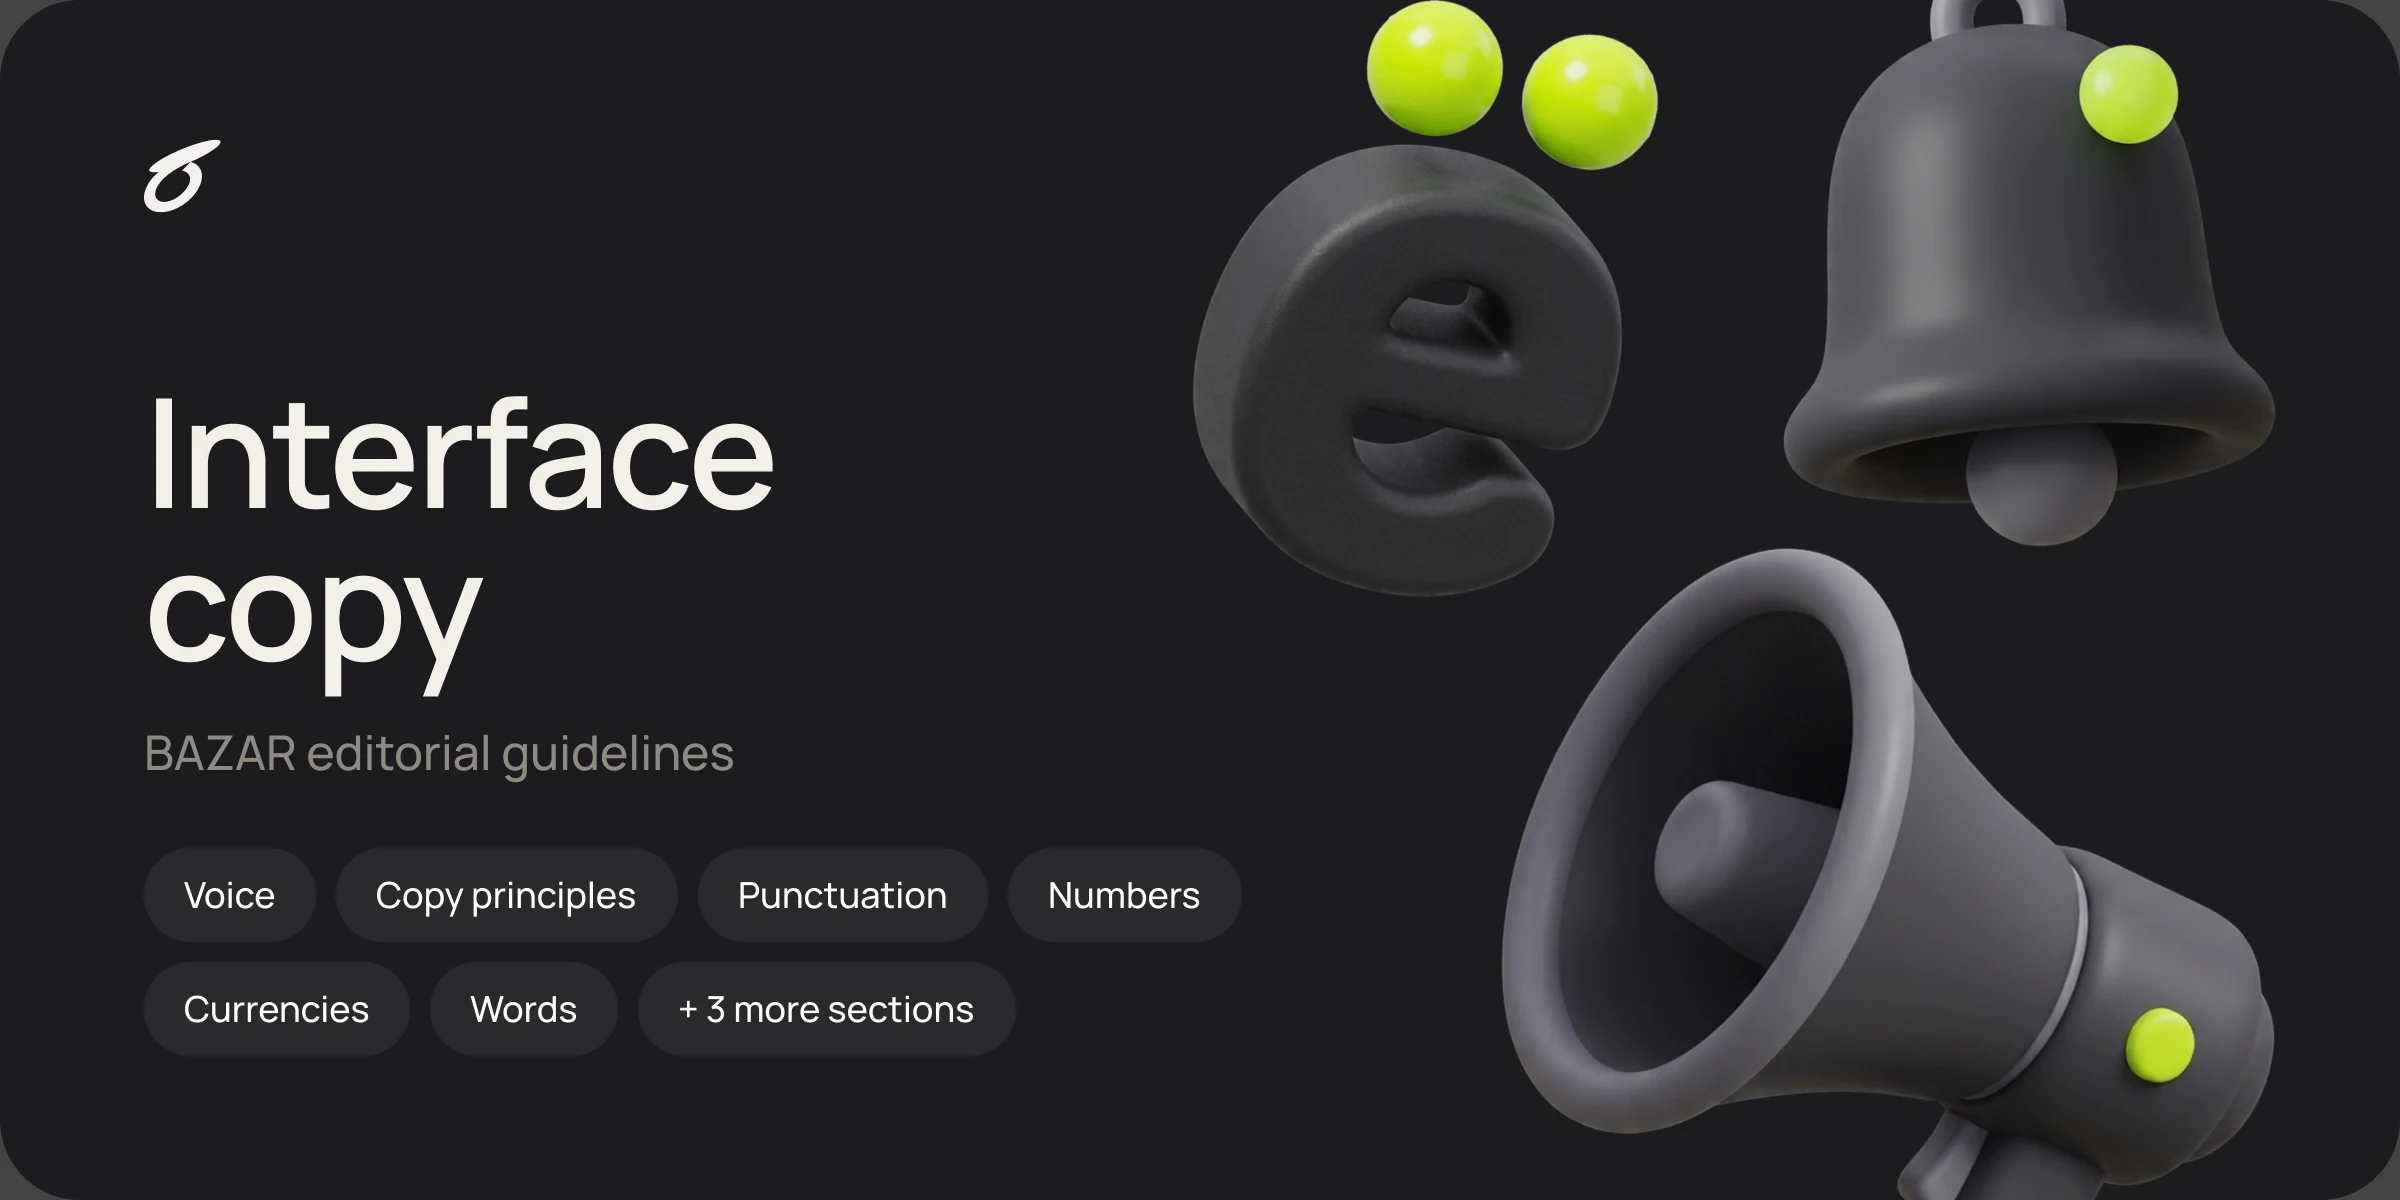 Interface
copy
BAZAR editorial guidelines
Voice
Copy principles
Punctuation
Numbers
Currencies
Words
+ 3 more sections
ë